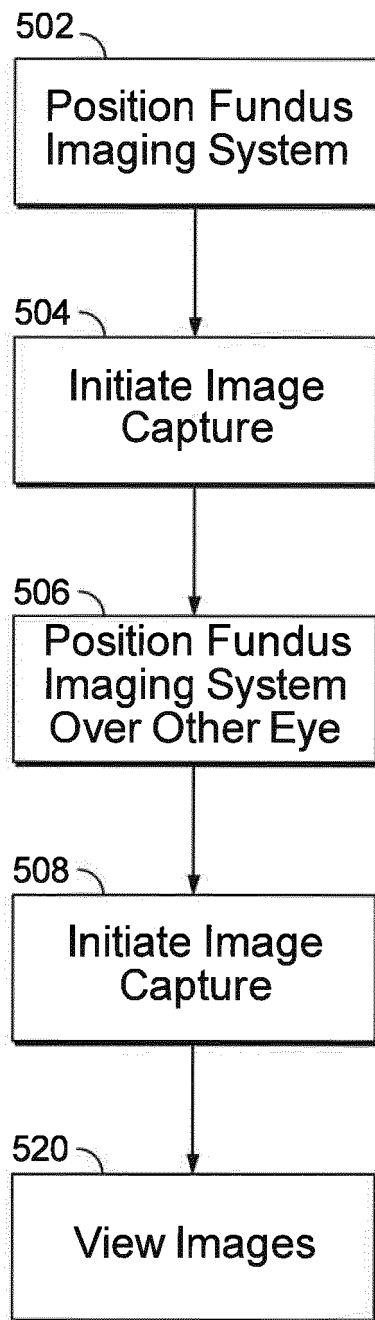 502
Position Fundus
Imaging System
504
Initiate Image
Capture
506
Position Fundus
Imaging System
Over Other Eye
508
Initiate Image
Capture
520
View Images